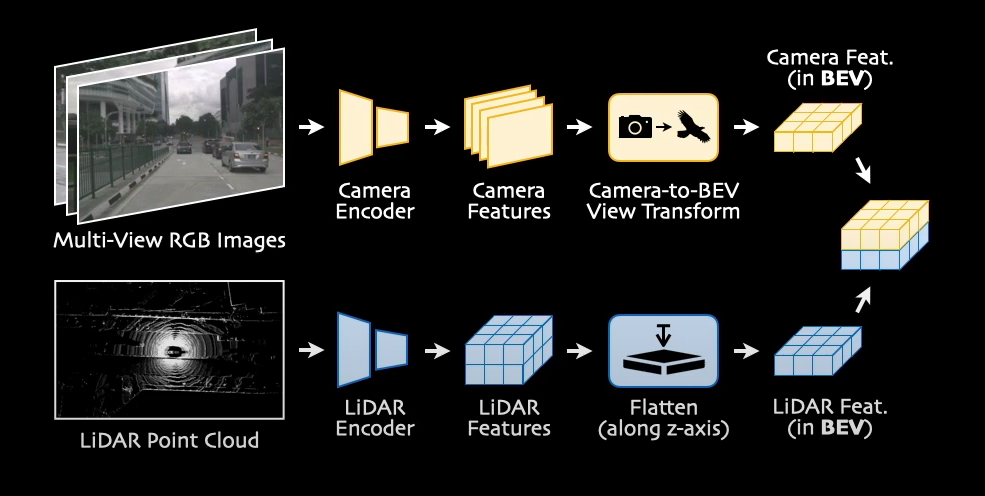 Camera Feat.
(in BEV)
Camera
Encoder
Camera
Features
Camera-to-BEV
View Transform
Multi-View RGB Images
LiDAR
Encoder
LiDAR
Features
Flatten
(along z-axis)
LiDAR Feat.
(in BEV)
LiDAR Point Cloud